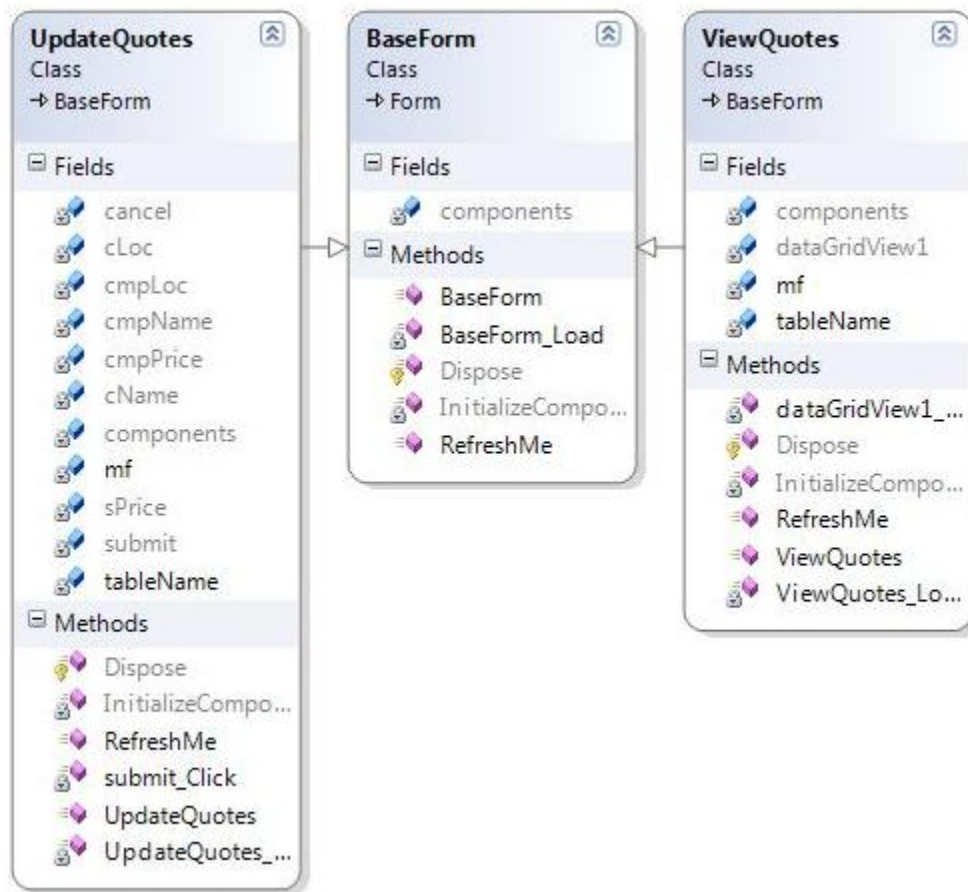 UpdateQuotes
Class
BaseForm
Fields
cancel
cLoc
cmpLoc
cmpName
cmpPrice
cName
components
mf
sPrice
submit
tableName
Methods
Dispose
InitializeCompo...
RefreshMe
submit_Click
UpdateQuotes
UpdateQuotes_...
BaseForm
Class
Form
Fields
components
Methods
BaseForm
BaseForm_Load
Dispose
InitializeCompo...
RefreshMe
ViewQuotes
Class
BaseForm
Fields
components
dataGridView1
mf
tableName
Methods
dataGridView1_...
Dispose
InitializeCompo...
RefreshMe
ViewQuotes
ViewQuotes_Lo...